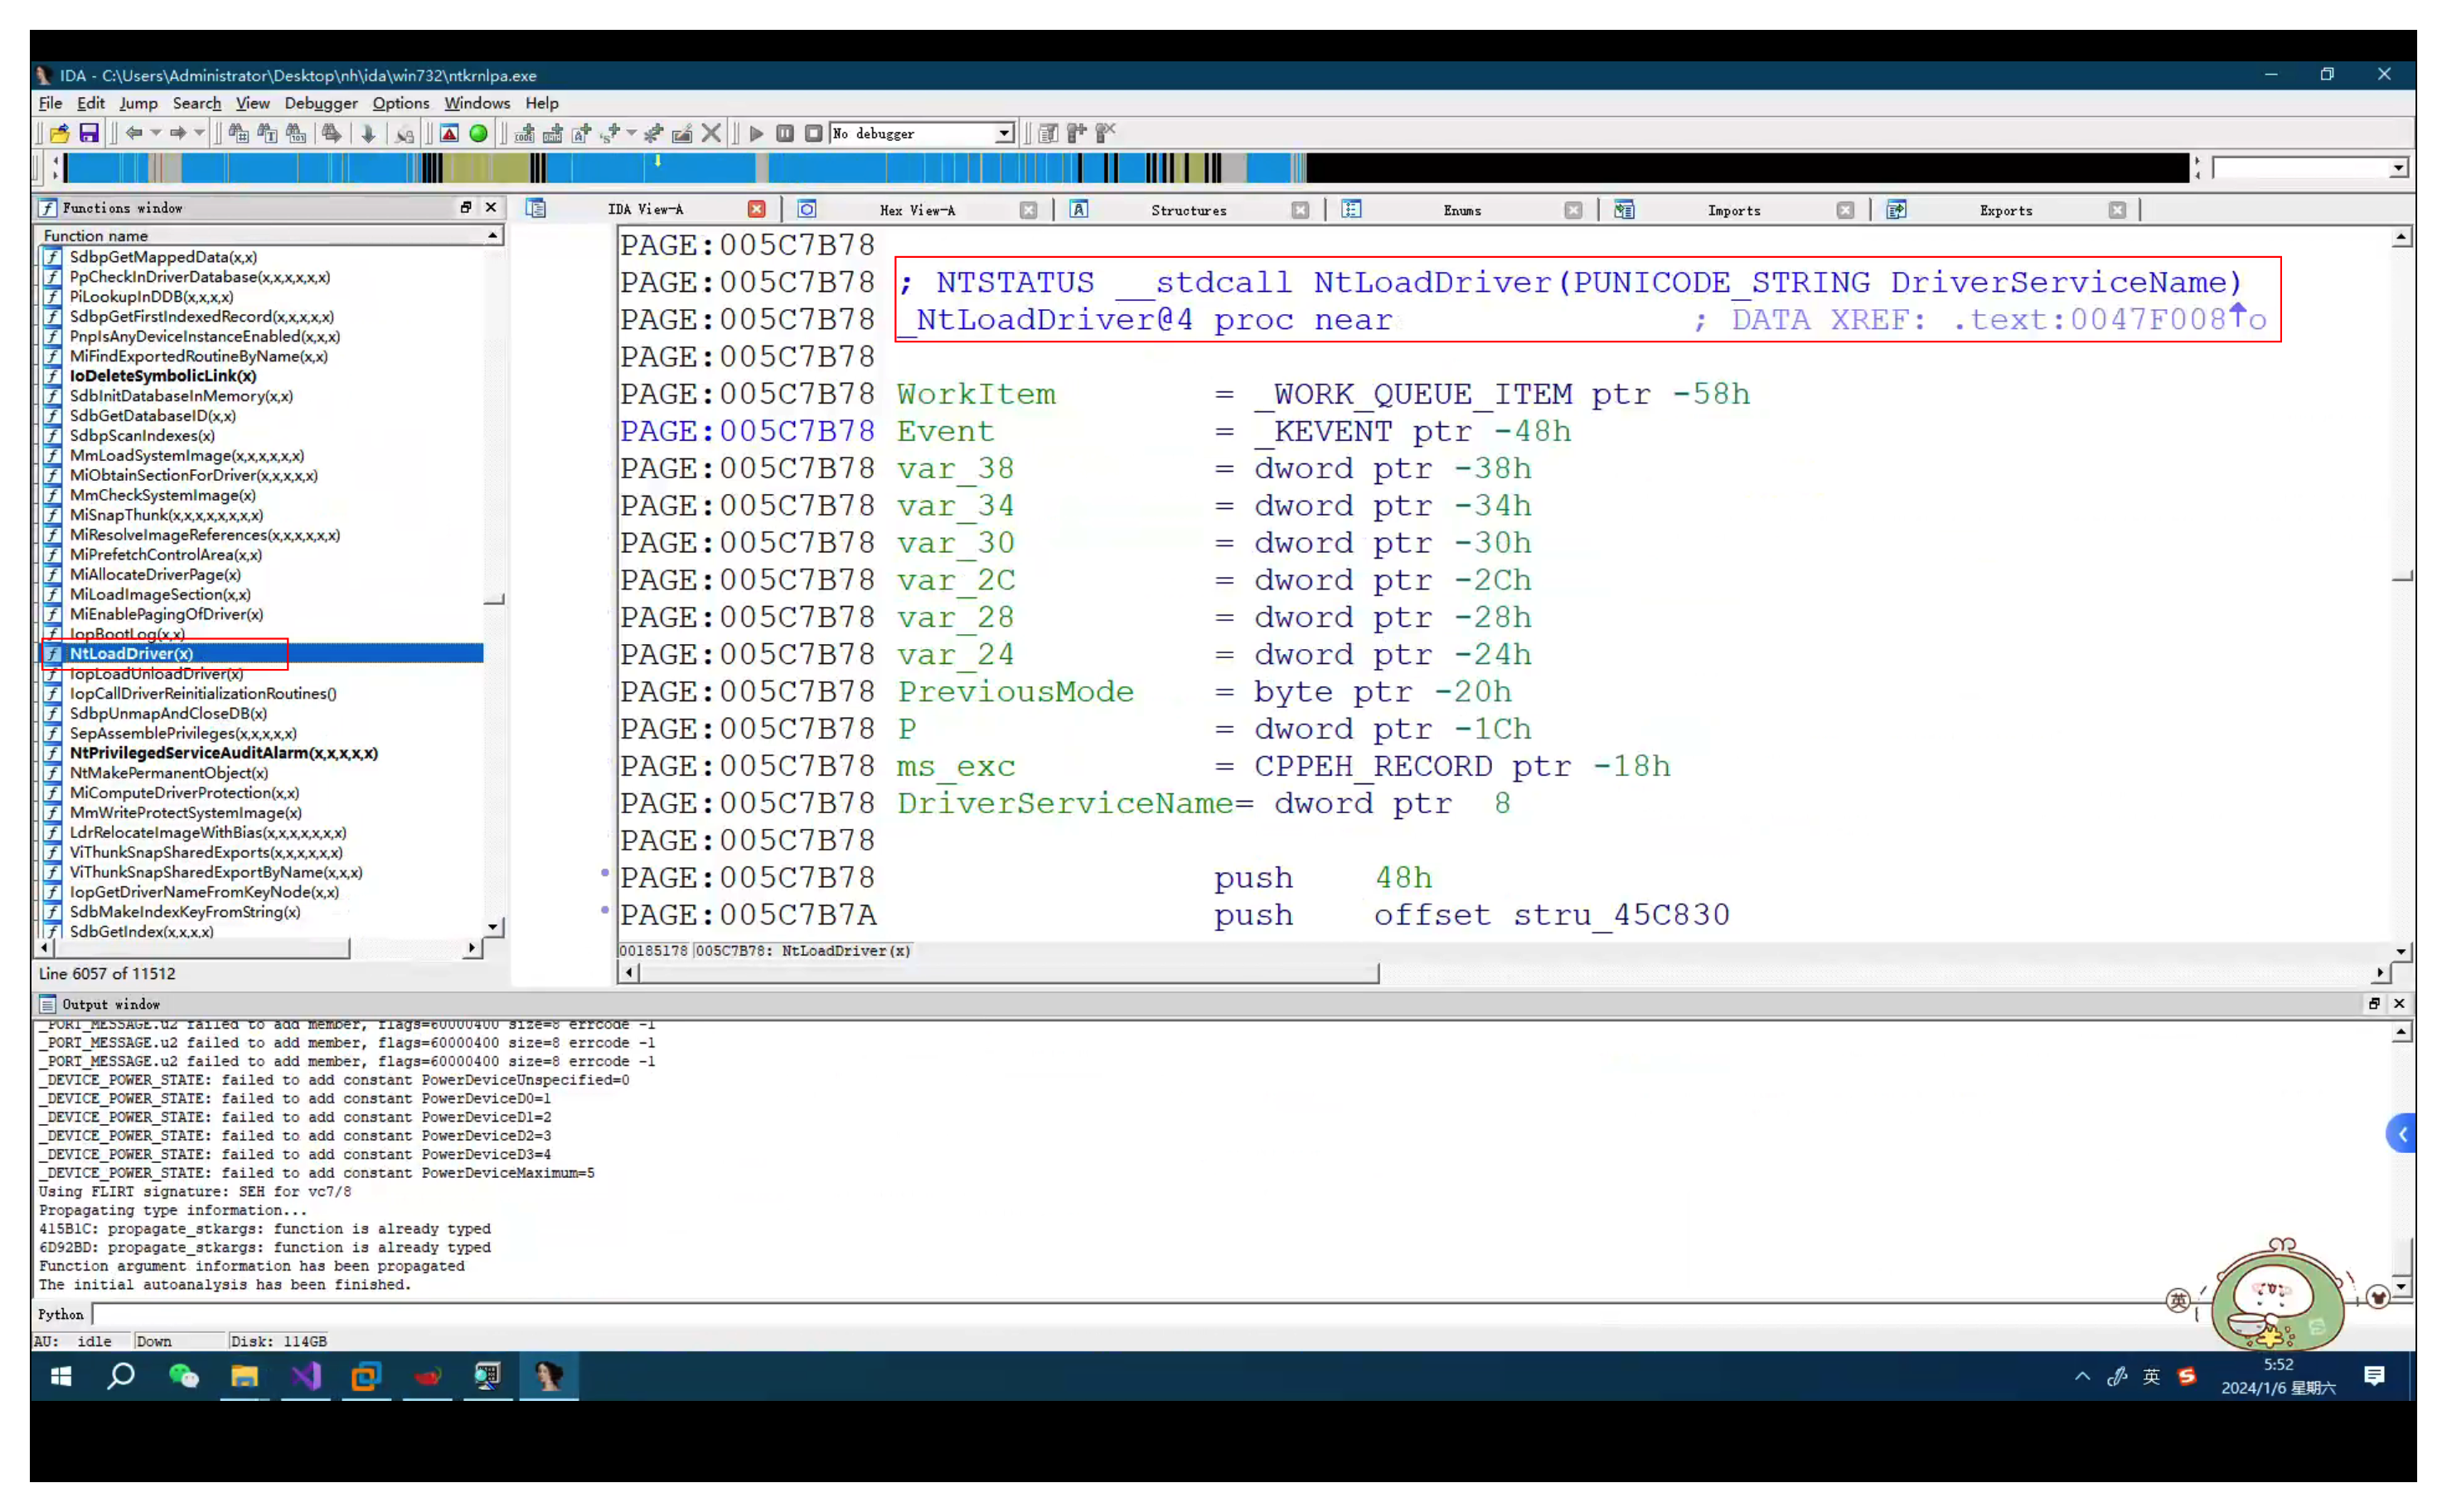 IDA - C:\Users\Administrator\Desktop\nh\ida\win732\ntkrnlpa.exe
File Edit Jump Search View Debugger Options Windows Help
No debugger
Functions window
IDA View-A
Hex View-A
Structures
Enums
Imports
Exports
Function name
SdbpGetMappedData(x,x)
PpCheckInDriverDatabase(x,x,x,x,x,x)
PiLookupInDDB(x,x,x,x)
SdbpGetFirstIndexedRecord(x,x,x,x,x)
PnpIsAnyDeviceInstanceEnabled(x,x,x)
MiFindExportedRoutineByName(x,x)
IoDeleteSymbolicLink(x)
SdbInitDatabaseInMemory(x,x)
SdbGetDatabaseID(x,x)
SdbpScanIndexes(x)
MmLoadSystemImage(x,x,x,x,x,x)
MiObtainSectionForDriver(x,x,x,x,x)
MmCheckSystemImage(x,x)
MiSnapThunk(x,x,x,x,x,x,x,x)
MiResolveImageReferences(x,x,x,x,x,x)
MiPrefetchControlArea(x,x)
MiAllocateDriverPage(x)
MiLoadImageSection(x,x)
MiEnablePagingOfDriver(x)
IopBootLog(x,x)
NtLoadDriver(x)
IopLoadUnloadDriver(x)
IopCallDriverReinitializationRoutines()
SdbpUnmapAndCloseDB(x)
SepAssemblePrivileges(x,x,x,x,x)
NtPrivilegedServiceAuditAlarm(x,x,x,x,x)
NtMakePermanentObject(x)
MiComputeDriverProtection(x,x)
MmWriteProtectSystemImage(x)
LdrRelocateImageWithBias(x,x,x,x,x,x,x)
ViThunkSnapSharedExports(x,x,x,x,x,x)
ViThunkSnapSharedExportByName(x,x,x)
IopGetDriverNameFromKeyNode(x,x)
SdbMakeIndexKeyFromString(x)
SdbGetIndex(x,x,x,x)
Line 6057 of 11512
PAGE:005C7B78
PAGE:005C7B78 ; NTSTATUS __stdcall NtLoadDriver(PUNICODE_STRING DriverServiceName)
PAGE:005C7B78 _NtLoadDriver@4 proc near ; DATA XREF: .text:0047F008↑o
PAGE:005C7B78
PAGE:005C7B78 WorkItem = _WORK_QUEUE_ITEM ptr -58h
PAGE:005C7B78 Event = _KEVENT ptr -48h
PAGE:005C7B78 var_38 = dword ptr -38h
PAGE:005C7B78 var_34 = dword ptr -34h
PAGE:005C7B78 var_30 = dword ptr -30h
PAGE:005C7B78 var_2C = dword ptr -2Ch
PAGE:005C7B78 var_28 = dword ptr -28h
PAGE:005C7B78 var_24 = dword ptr -24h
PAGE:005C7B78 PreviousMode = byte ptr -20h
PAGE:005C7B78 P = dword ptr -1Ch
PAGE:005C7B78 ms_exc = CPPEH_RECORD ptr -18h
PAGE:005C7B78 DriverServiceName= dword ptr 8
PAGE:005C7B78
PAGE:005C7B78 push 48h
PAGE:005C7B7A push offset stru_45C830
00185178 005C7B78: NtLoadDriver(x)
Output window
_PORT_MESSAGE.u2 failed to add member, flags=60000400 size=8 errcode -1
_PORT_MESSAGE.u2 failed to add member, flags=60000400 size=8 errcode -1
_PORT_MESSAGE.u2 failed to add member, flags=60000400 size=8 errcode -1
_DEVICE_POWER_STATE: failed to add constant PowerDeviceUnspecified=0
_DEVICE_POWER_STATE: failed to add constant PowerDeviceD0=1
_DEVICE_POWER_STATE: failed to add constant PowerDeviceD1=2
_DEVICE_POWER_STATE: failed to add constant PowerDeviceD2=3
_DEVICE_POWER_STATE: failed to add constant PowerDeviceD3=4
_DEVICE_POWER_STATE: failed to add constant PowerDeviceMaximum=5
Using FLIRT signature: SEH for vc7/8
Propagating type information...
415B1C: propagate_stkargs: function is already typed
6D92BD: propagate_stkargs: function is already typed
Function argument information has been propagated
The initial autoanalysis has been finished.
Python
AU: idle Down Disk: 114GB
英
英
5:52
2024/1/6 星期六